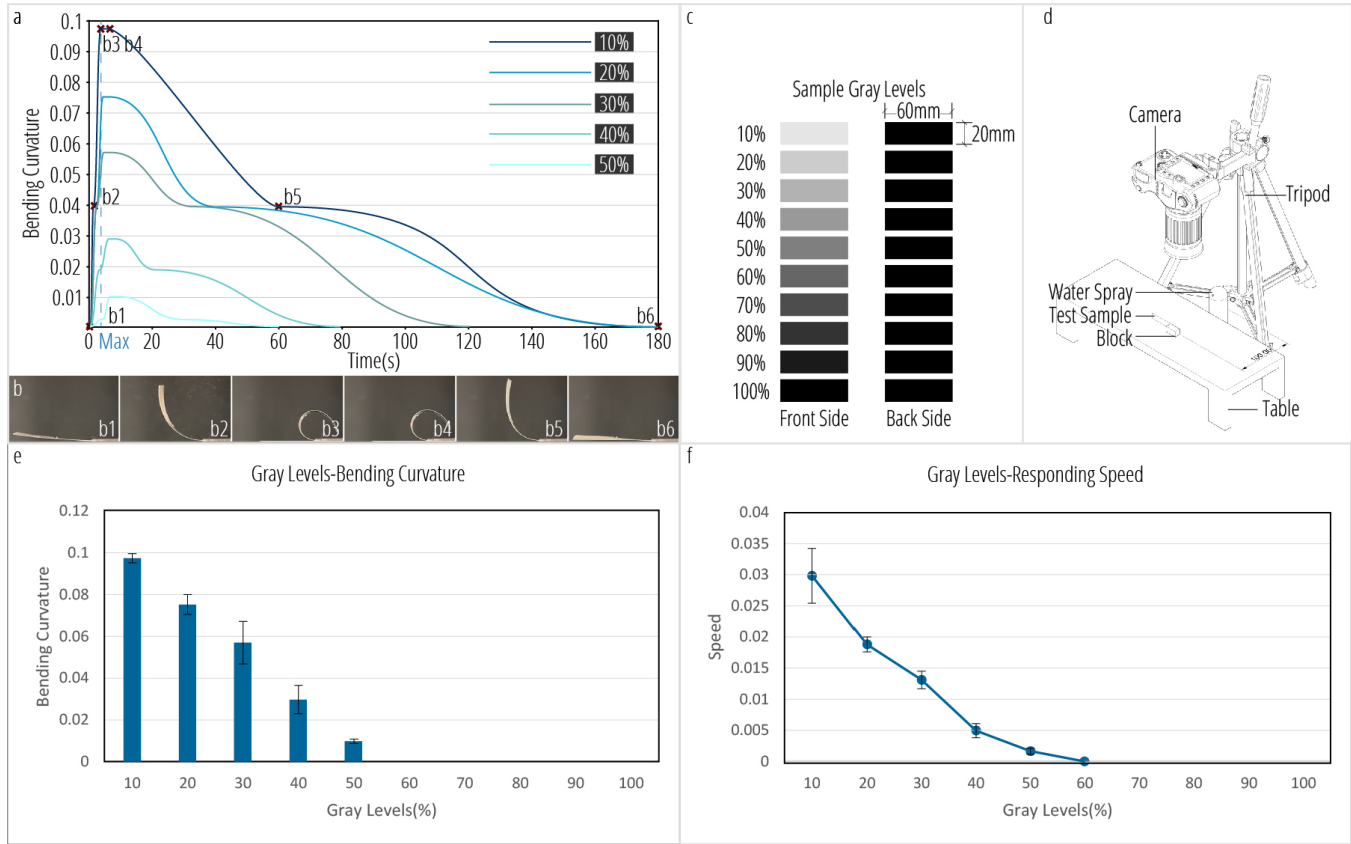 a
0.1
0.09
0.08
0.07
0.06
0.05
0.04
0.03
0.02
0.01
Bending Curvature
b3 b4
b2
b1
b5
b6
10%
20%
30%
40%
50%
0 Max 20 40 60 80 100 120 140 160 180
Time(s)
b
b1 b2 b3 b4 b5 b6
c
Sample Gray Levels
60mm
20mm
10%
20%
30%
40%
50%
60%
70%
80%
90%
100%
Front Side Back Side
d
Camera
Tripod
Water Spray
Test Sample
Block
Table
e
Gray Levels-Bending Curvature
0.12
0.1
0.08
0.06
0.04
0.02
0
Bending Curvature
10 20 30 40 50 60 70 80 90 100
Gray Levels(%)
f
Gray Levels-Responding Speed
0.04
0.035
0.03
0.025
0.02
0.015
0.01
0.005
0
Speed
10 20 30 40 50 60 70 80 90 100
Gray Levels(%)